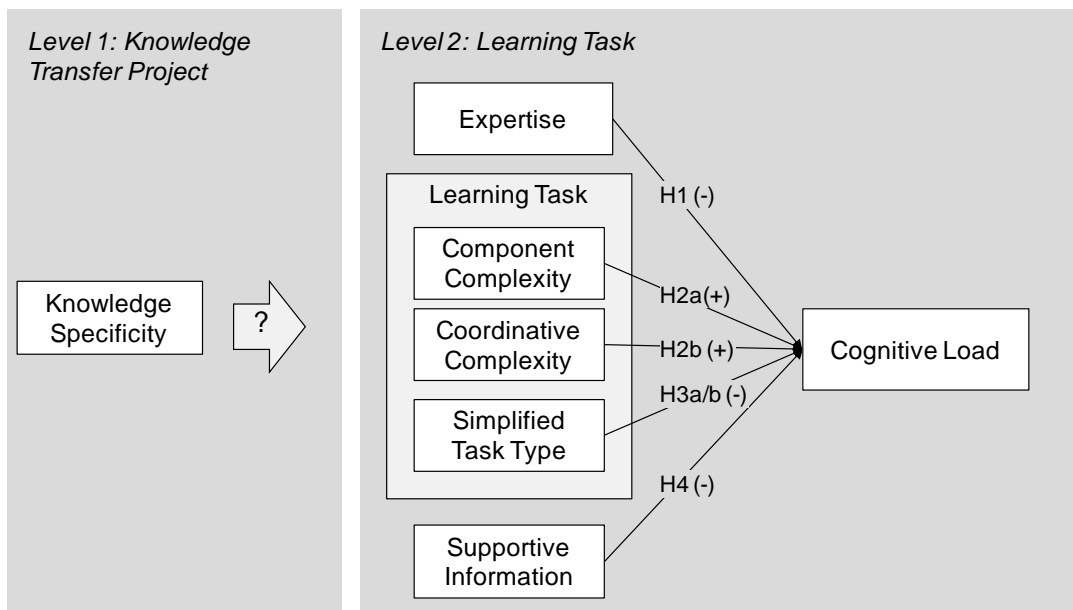 Level 1: Knowledge
Transfer Project
Knowledge
Specificity
?
Level 2: Learning Task
Expertise
Learning Task
Component
Complexity
Coordinative
Complexity
Simplified
Task Type
Supportive
Information
H1 (-)
H2a(+)
H2b (+)
H3a/b (-)
H4 (-)
Cognitive Load